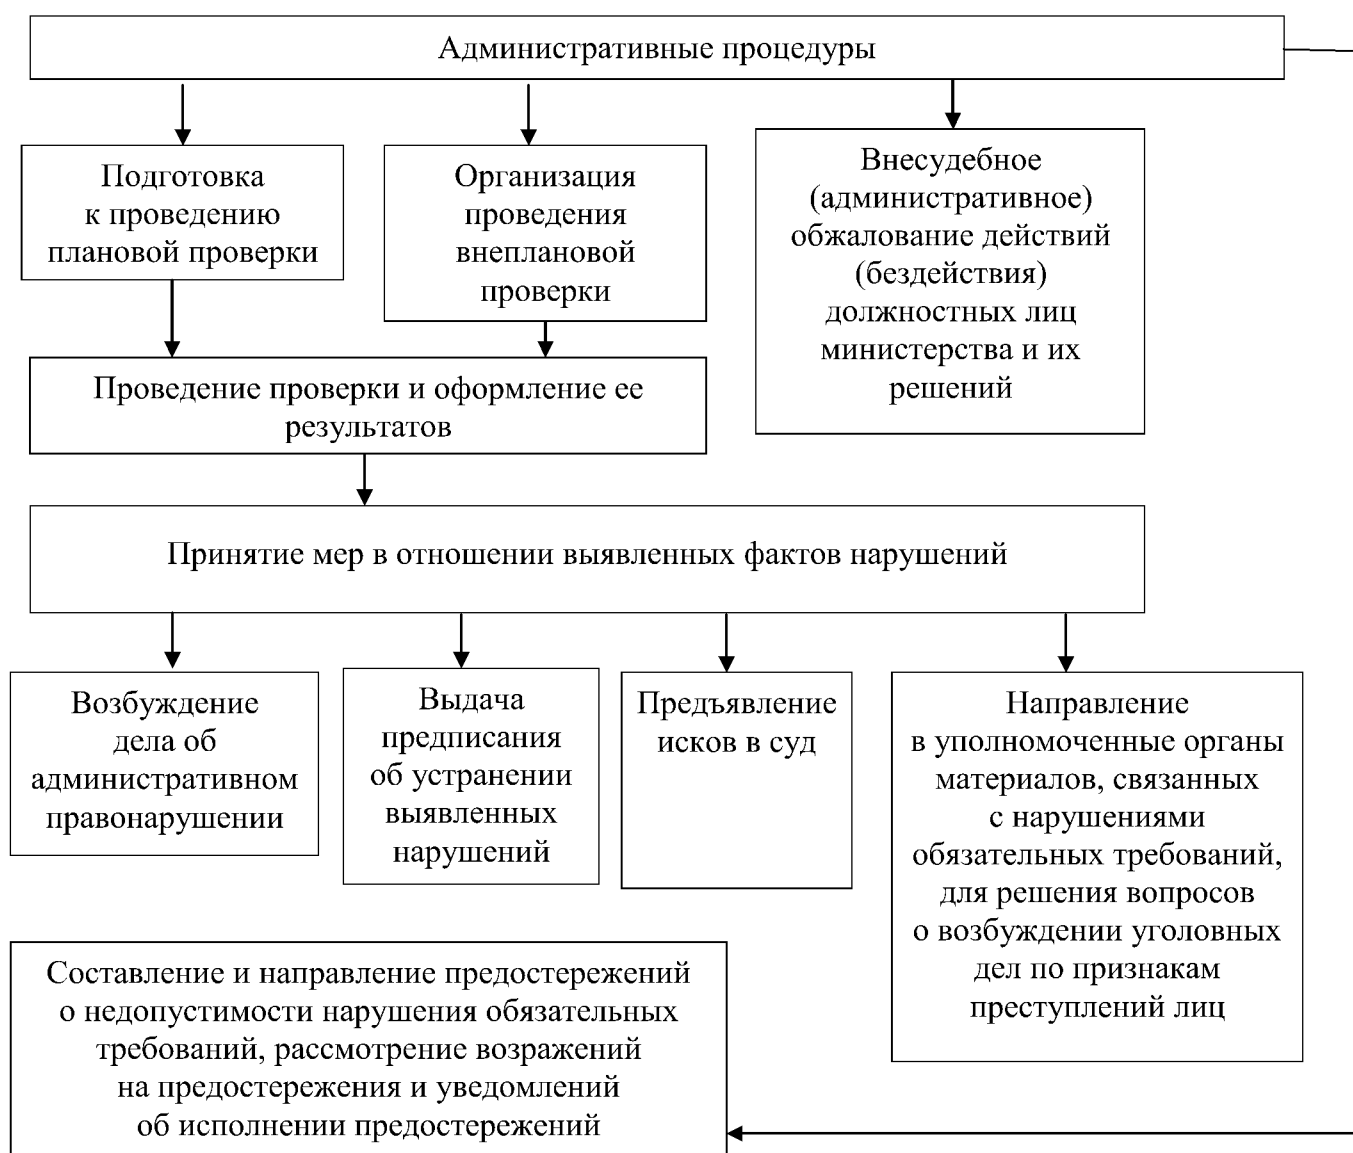 Административные процедуры
Подготовка
к проведению
плановой проверки
Организация
проведения
внеплановой
проверки
Внесудебное
(административное)
обжалование действий
(бездействия)
должностных лиц
министерства и их
решений
Проведение проверки и оформление ее
результатов
Принятие мер в отношении выявленных фактов нарушений
Возбуждение
дела об
административном
правонарушении
Выдача
предписания
об устранении
выявленных
нарушений
Предъявление
исков в суд
Направление
в уполномоченные органы
материалов, связанных
с нарушениями
обязательных требований,
для решения вопросов
о возбуждении уголовных
дел по признакам
преступлений лиц
Составление и направление предостережений
о недопустимости нарушения обязательных
требований, рассмотрение возражений
на предостережения и уведомлений
об исполнении предостережений